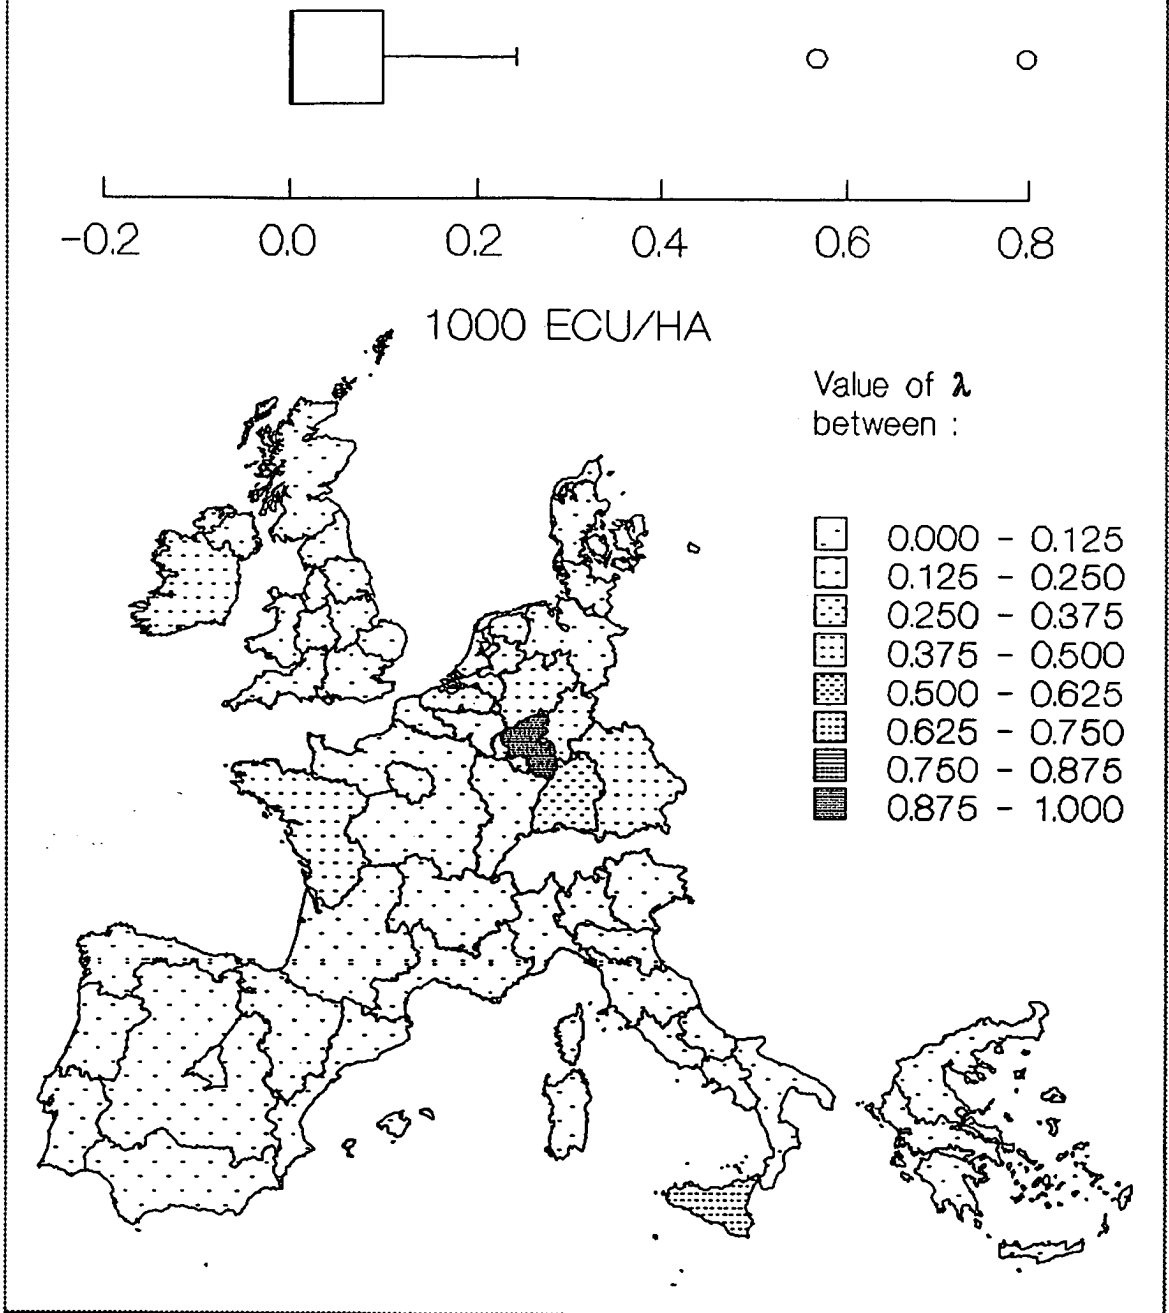 -0.2 0.0 0.2 0.4 0.6 0.8
1000 ECU/HA
Value of λ
between :
0.000 - 0.125
0.125 - 0.250
0.250 - 0.375
0.375 - 0.500
0.500 - 0.625
0.625 - 0.750
0.750 - 0.875
0.875 - 1.000